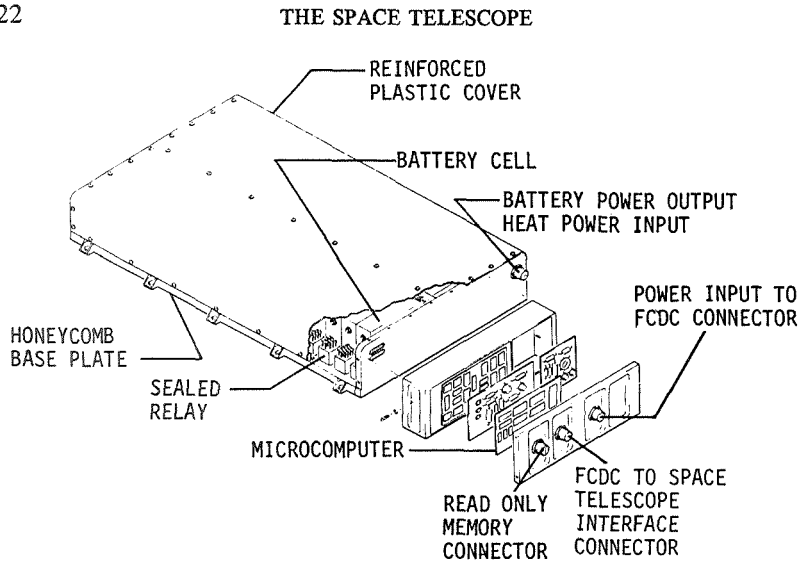 22
THE SPACE TELESCOPE
REINFORCED
PLASTIC COVER
BATTERY CELL
BATTERY POWER OUTPUT
HEAT POWER INPUT
POWER INPUT TO
FCDC CONNECTOR
HONEYCOMB
BASE PLATE
SEALED
RELAY
MICROCOMPUTER
READ ONLY
MEMORY
CONNECTOR
FCDC TO SPACE
TELESCOPE
INTERFACE
CONNECTOR